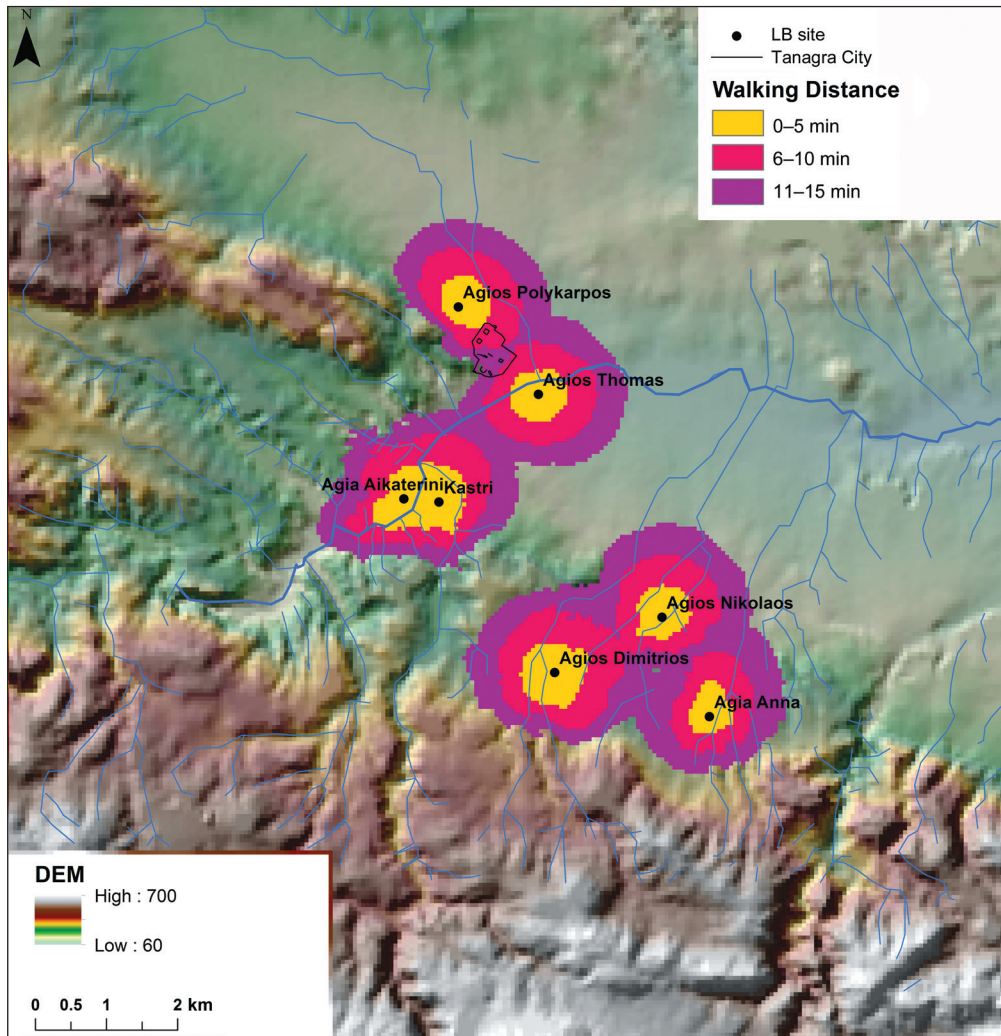 N
LB site
Tanagra City
Walking Distance
0–5 min
6–10 min
11–15 min
Agios Polykarpos
Agios Thomas
Agia Aikaterini
Kastri
Agios Nikolaos
Agios Dimitrios
Agia Anna
DEM
High : 700
Low : 60
0 0.5 1 2 km